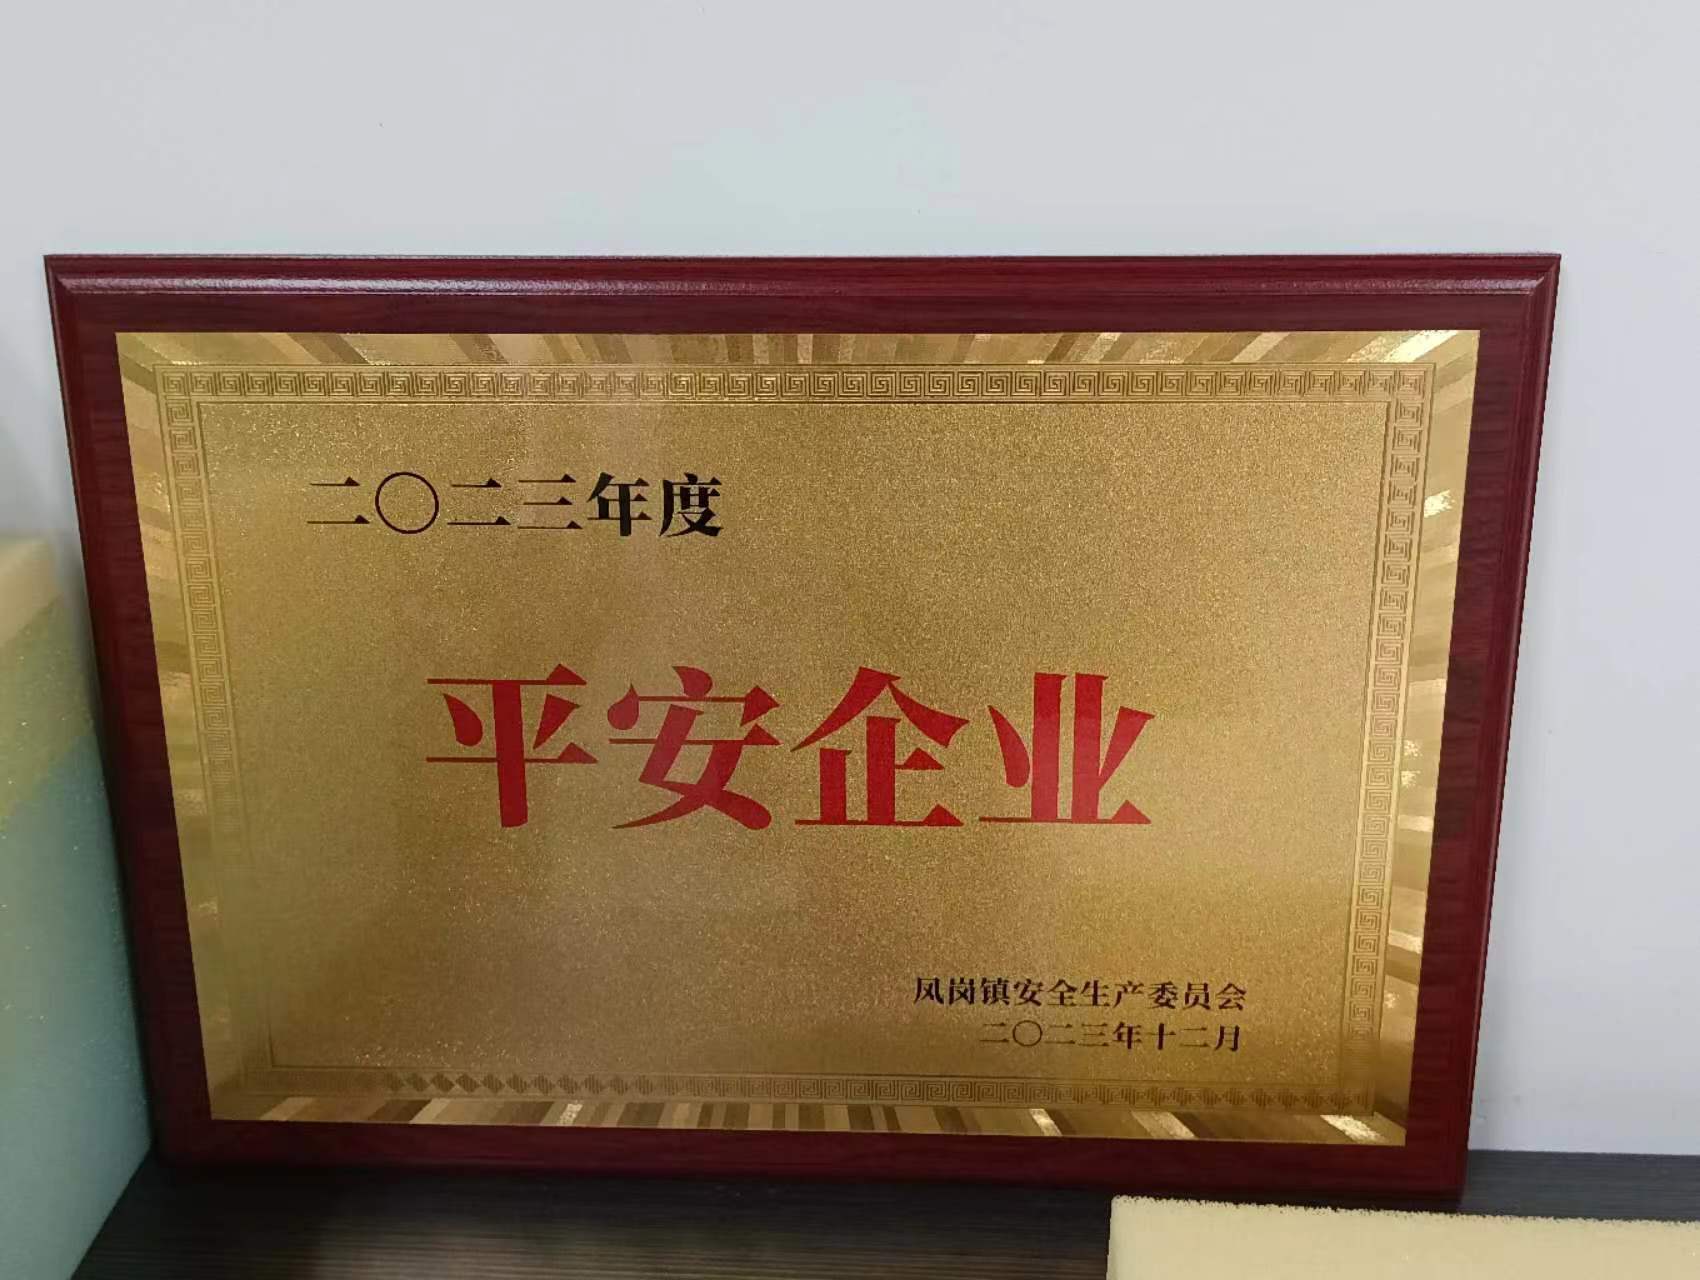 二〇二三年度
平安企业
凤岗镇安全生产委员会
二〇二三年十二月